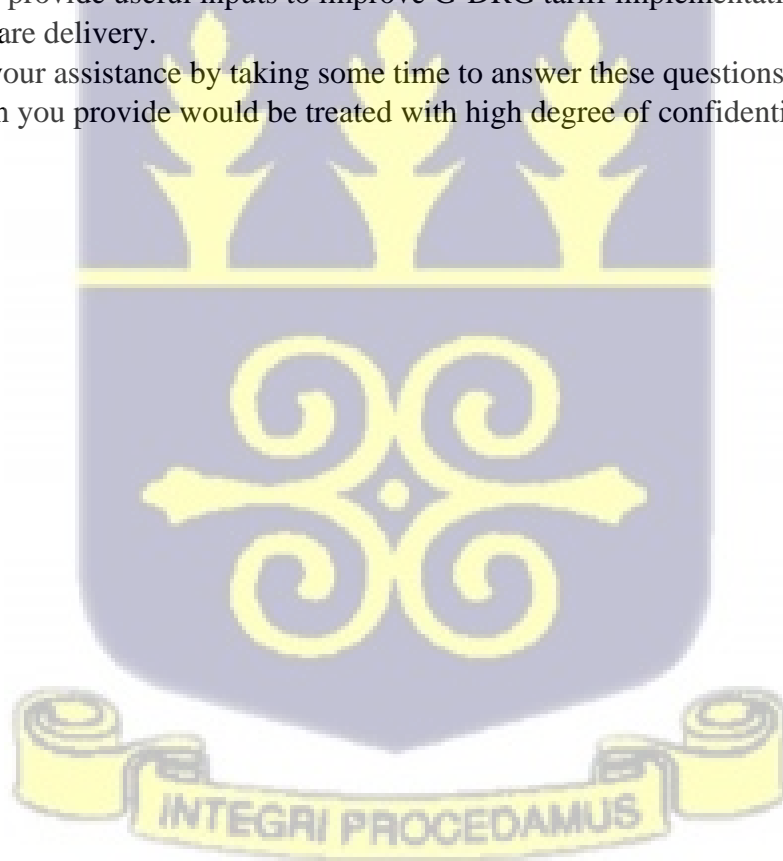 provide useful inputs to improve G-DRG tariff implementati
are delivery.
your assistance by taking some time to answer these questions
n you provide would be treated with high degree of confidenti
INTEGRI PROCEDAMUS